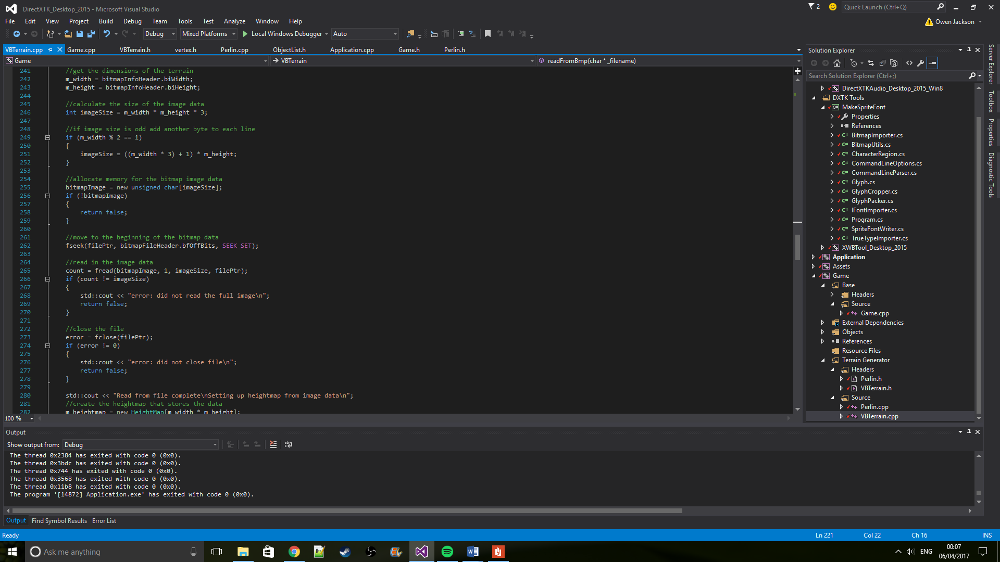 DirectXTK_Desktop_2015 - Microsoft Visual Studio
2
Quick Launch (Ctrl+Q)
File Edit View Project Build Debug Team Tools Test Analyze Window Help
Owen Jackson
Debug Mixed Platforms Local Windows Debugger Auto
VBTerrain.cpp Game.cpp VBTerrain.h vertex.h Perlin.cpp ObjectList.h Application.cpp Game.h Perlin.h
Game VBTerrain readFromBmp(char * _filename)
241 //get the dimensions of the terrain
242 m_width = bitmapInfoHeader.biWidth;
243 m_height = bitmapInfoHeader.biHeight;
244
245 //calculate the size of the image data
246 int imageSize = m_width * m_height * 3;
247
248 //if image size is odd add another byte to each line
249 if (m_width % 2 == 1)
250 {
251 imageSize = ((m_width * 3) + 1) * m_height;
252 }
253
254 //allocate memory for the bitmap image data
255 bitmapImage = new unsigned char[imageSize];
256 if (!bitmapImage)
257 {
258 return false;
259 }
260
261 //move to the beginning of the bitmap data
262 fseek(filePtr, bitmapFileHeader.bfOffBits, SEEK_SET);
263
264 //read in the image data
265 count = fread(bitmapImage, 1, imageSize, filePtr);
266 if (count != imageSize)
267 {
268 std::cout << "error: did not read the full image\n";
269 return false;
270 }
271
272 //close the file
273 error = fclose(filePtr);
274 if (error != 0)
275 {
276 std::cout << "error: did not close file\n";
277 return false;
278 }
279
280 std::cout << "Read from file complete\nSetting up heightmap from image data\n";
281 //create the heightmap that stores the data
282 m_heightmap = new HeightMap[m_width * m_height];
100 %
Solution Explorer
Search Solution Explorer (Ctrl+;)
DirectXTKAudio_Desktop_2015_Win8
DXTK Tools
C# MakeSpriteFont
Properties
References
C# BitmapImporter.cs
C# BitmapUtils.cs
C# CharacterRegion.cs
C# CommandLineOptions.cs
C# CommandLineParser.cs
C# Glyph.cs
C# GlyphCropper.cs
C# GlyphPacker.cs
C# IFontImporter.cs
C# Program.cs
C# SpriteFontWriter.cs
C# TrueTypeImporter.cs
XWBTool_Desktop_2015
Application
Assets
Game
Base
Headers
Source
Game.cpp
External Dependencies
Objects
References
Resource Files
Terrain Generator
Headers
Perlin.h
VBTerrain.h
Source
Perlin.cpp
VBTerrain.cpp
Server Explorer
Toolbox
Properties
Diagnostic Tools
Output
Show output from: Debug
The thread 0x2384 has exited with code 0 (0x0).
The thread 0x3bdc has exited with code 0 (0x0).
The thread 0x744 has exited with code 0 (0x0).
The thread 0x3568 has exited with code 0 (0x0).
The thread 0x11b8 has exited with code 0 (0x0).
The program '[14872] Application.exe' has exited with code 0 (0x0).
Output Find Symbol Results Error List
Ready Ln 221 Col 22 Ch 16 INS
Ask me anything
ENG
00:07
06/04/2017